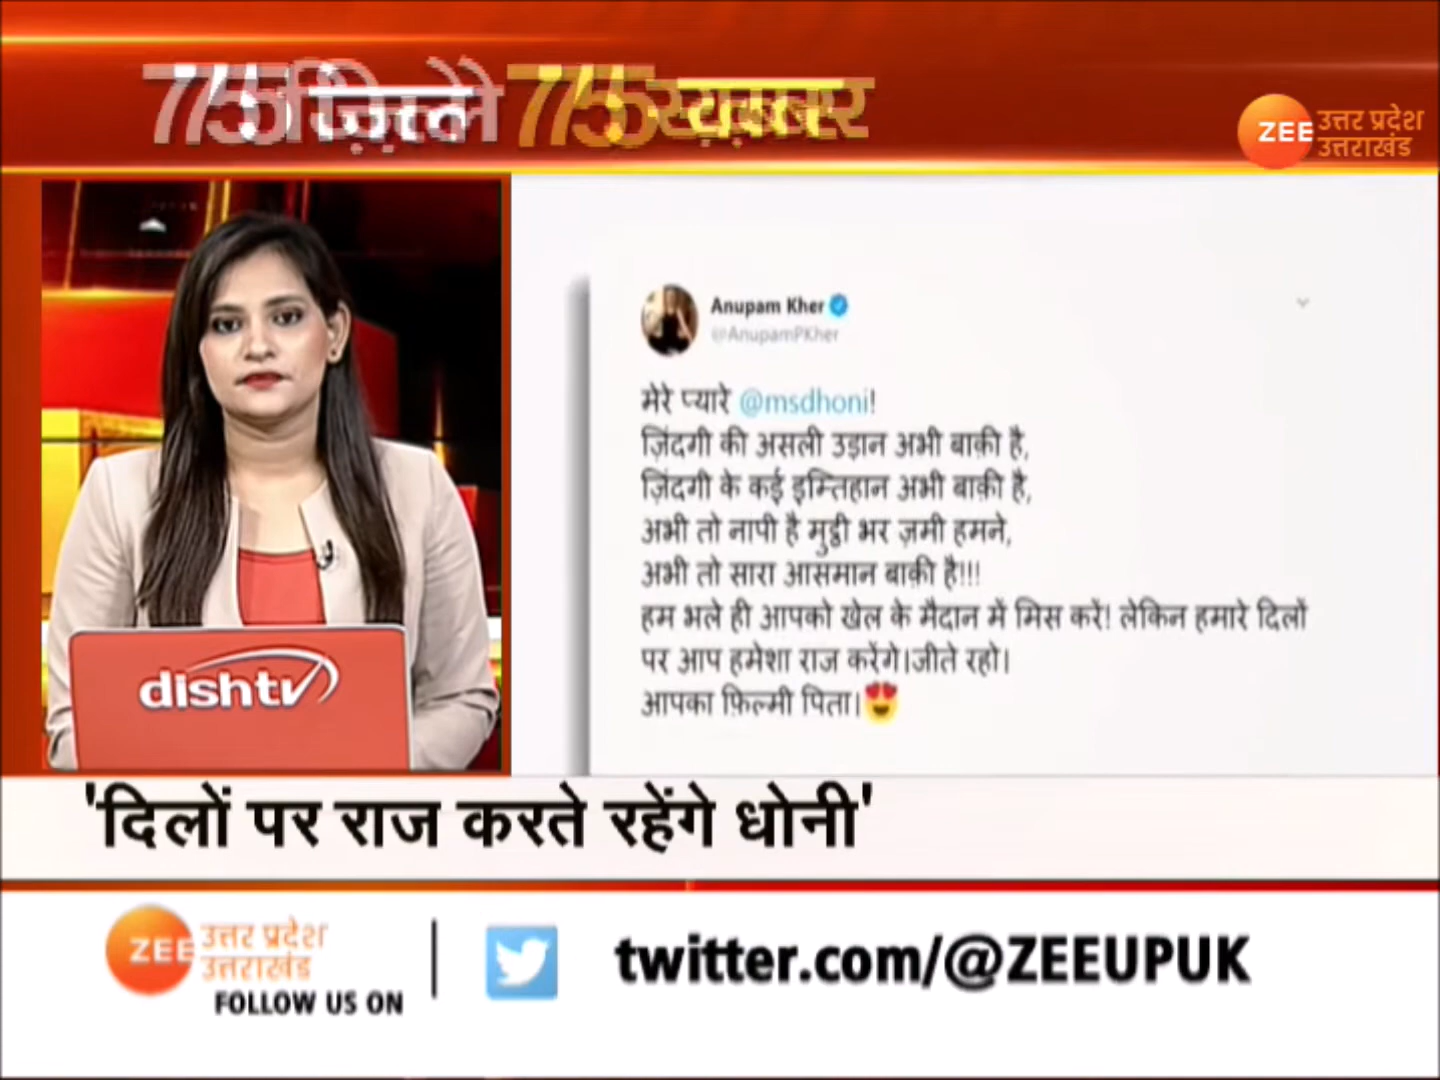 75 ज़िले 75 ख़बर
ZEE उत्तर प्रदेश
उत्तराखंड
Anupam Kher
@AnupamPKher
मेरे प्यारे @msdhoni!
ज़िंदगी की असली उड़ान अभी बाक़ी है,
ज़िंदगी के कई इम्तिहान अभी बाक़ी है,
अभी तो नापी है मुट्ठी भर ज़मी हमने,
अभी तो सारा आसमान बाक़ी है!!!
हम भले ही आपको खेल के मैदान में मिस करें! लेकिन हमारे दिलों
पर आप हमेशा राज करेंगे।जीते रहो।
आपका फ़िल्मी पिता।😍
dishtv
'दिलों पर राज करते रहेंगे धोनी'
ZEE उत्तर प्रदेश
उत्तराखंड
FOLLOW US ON
twitter.com/@ZEEUPUK